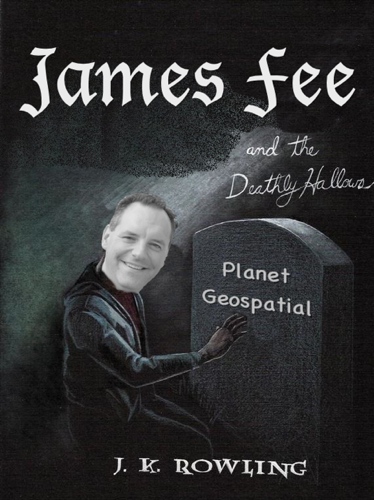 James Fee
and the
Deathly Hallows
Planet
Geospatial
J. K. ROWLING